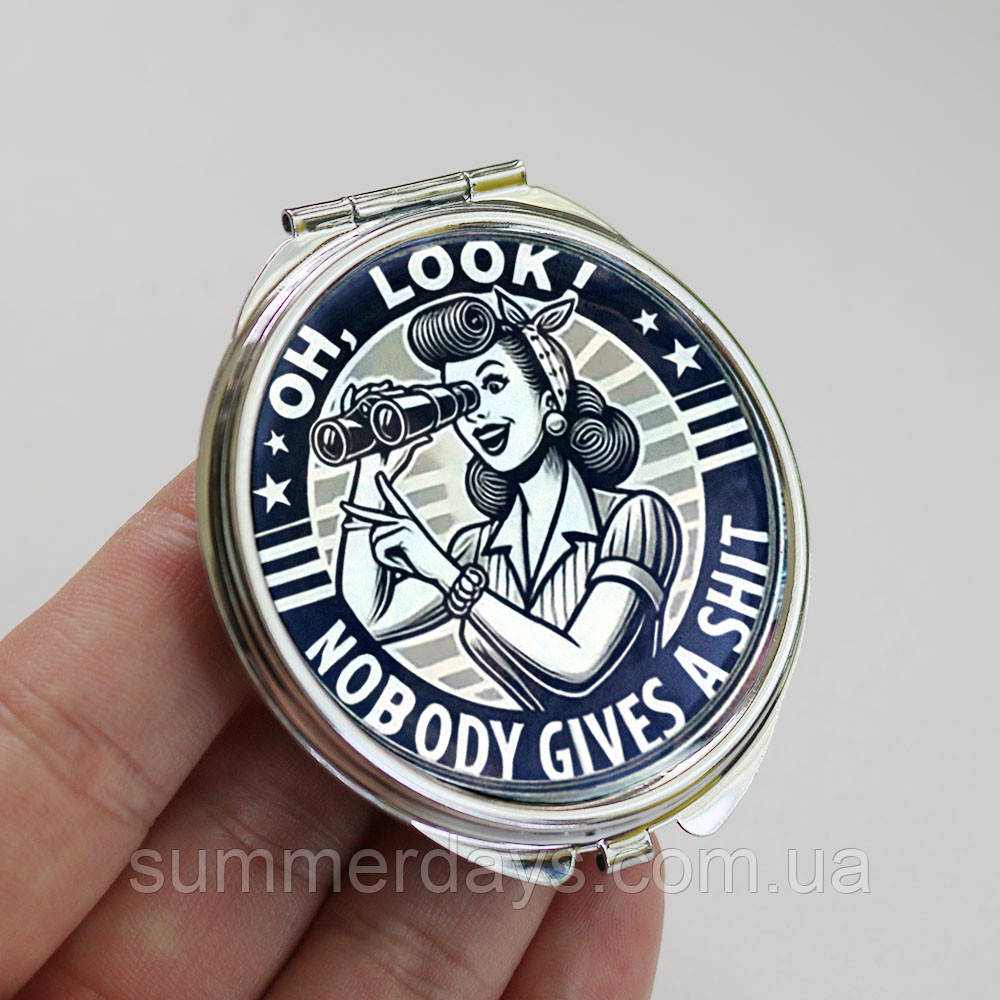 OH, LOOK!
NOBODY GIVES A SHIT
summerdays.com.ua